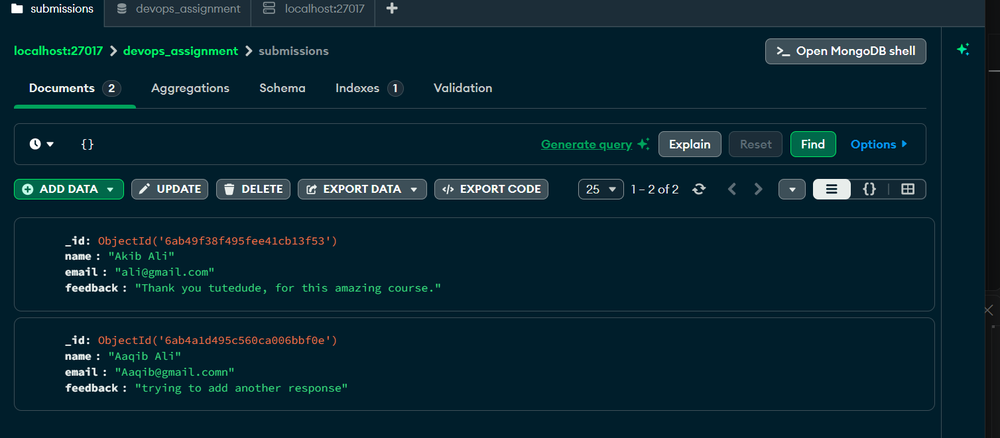 submissions devops_assignment localhost:27017 +
localhost:27017 > devops_assignment > submissions >_ Open MongoDB shell
Documents 2 Aggregations Schema Indexes 1 Validation
{} Generate query Explain Reset Find Options
ADD DATA UPDATE DELETE EXPORT DATA </> EXPORT CODE 25 1 – 2 of 2 {}
_id: ObjectId('6ab49f38f495fee41cb13f53')
name : "Akib Ali"
email : "ali@gmail.com"
feedback : "Thank you tutedude, for this amazing course."
_id: ObjectId('6ab4a1d495c560ca006bbf0e')
name : "Aaqib Ali"
email : "Aaqib@gmail.comn"
feedback : "trying to add another response"